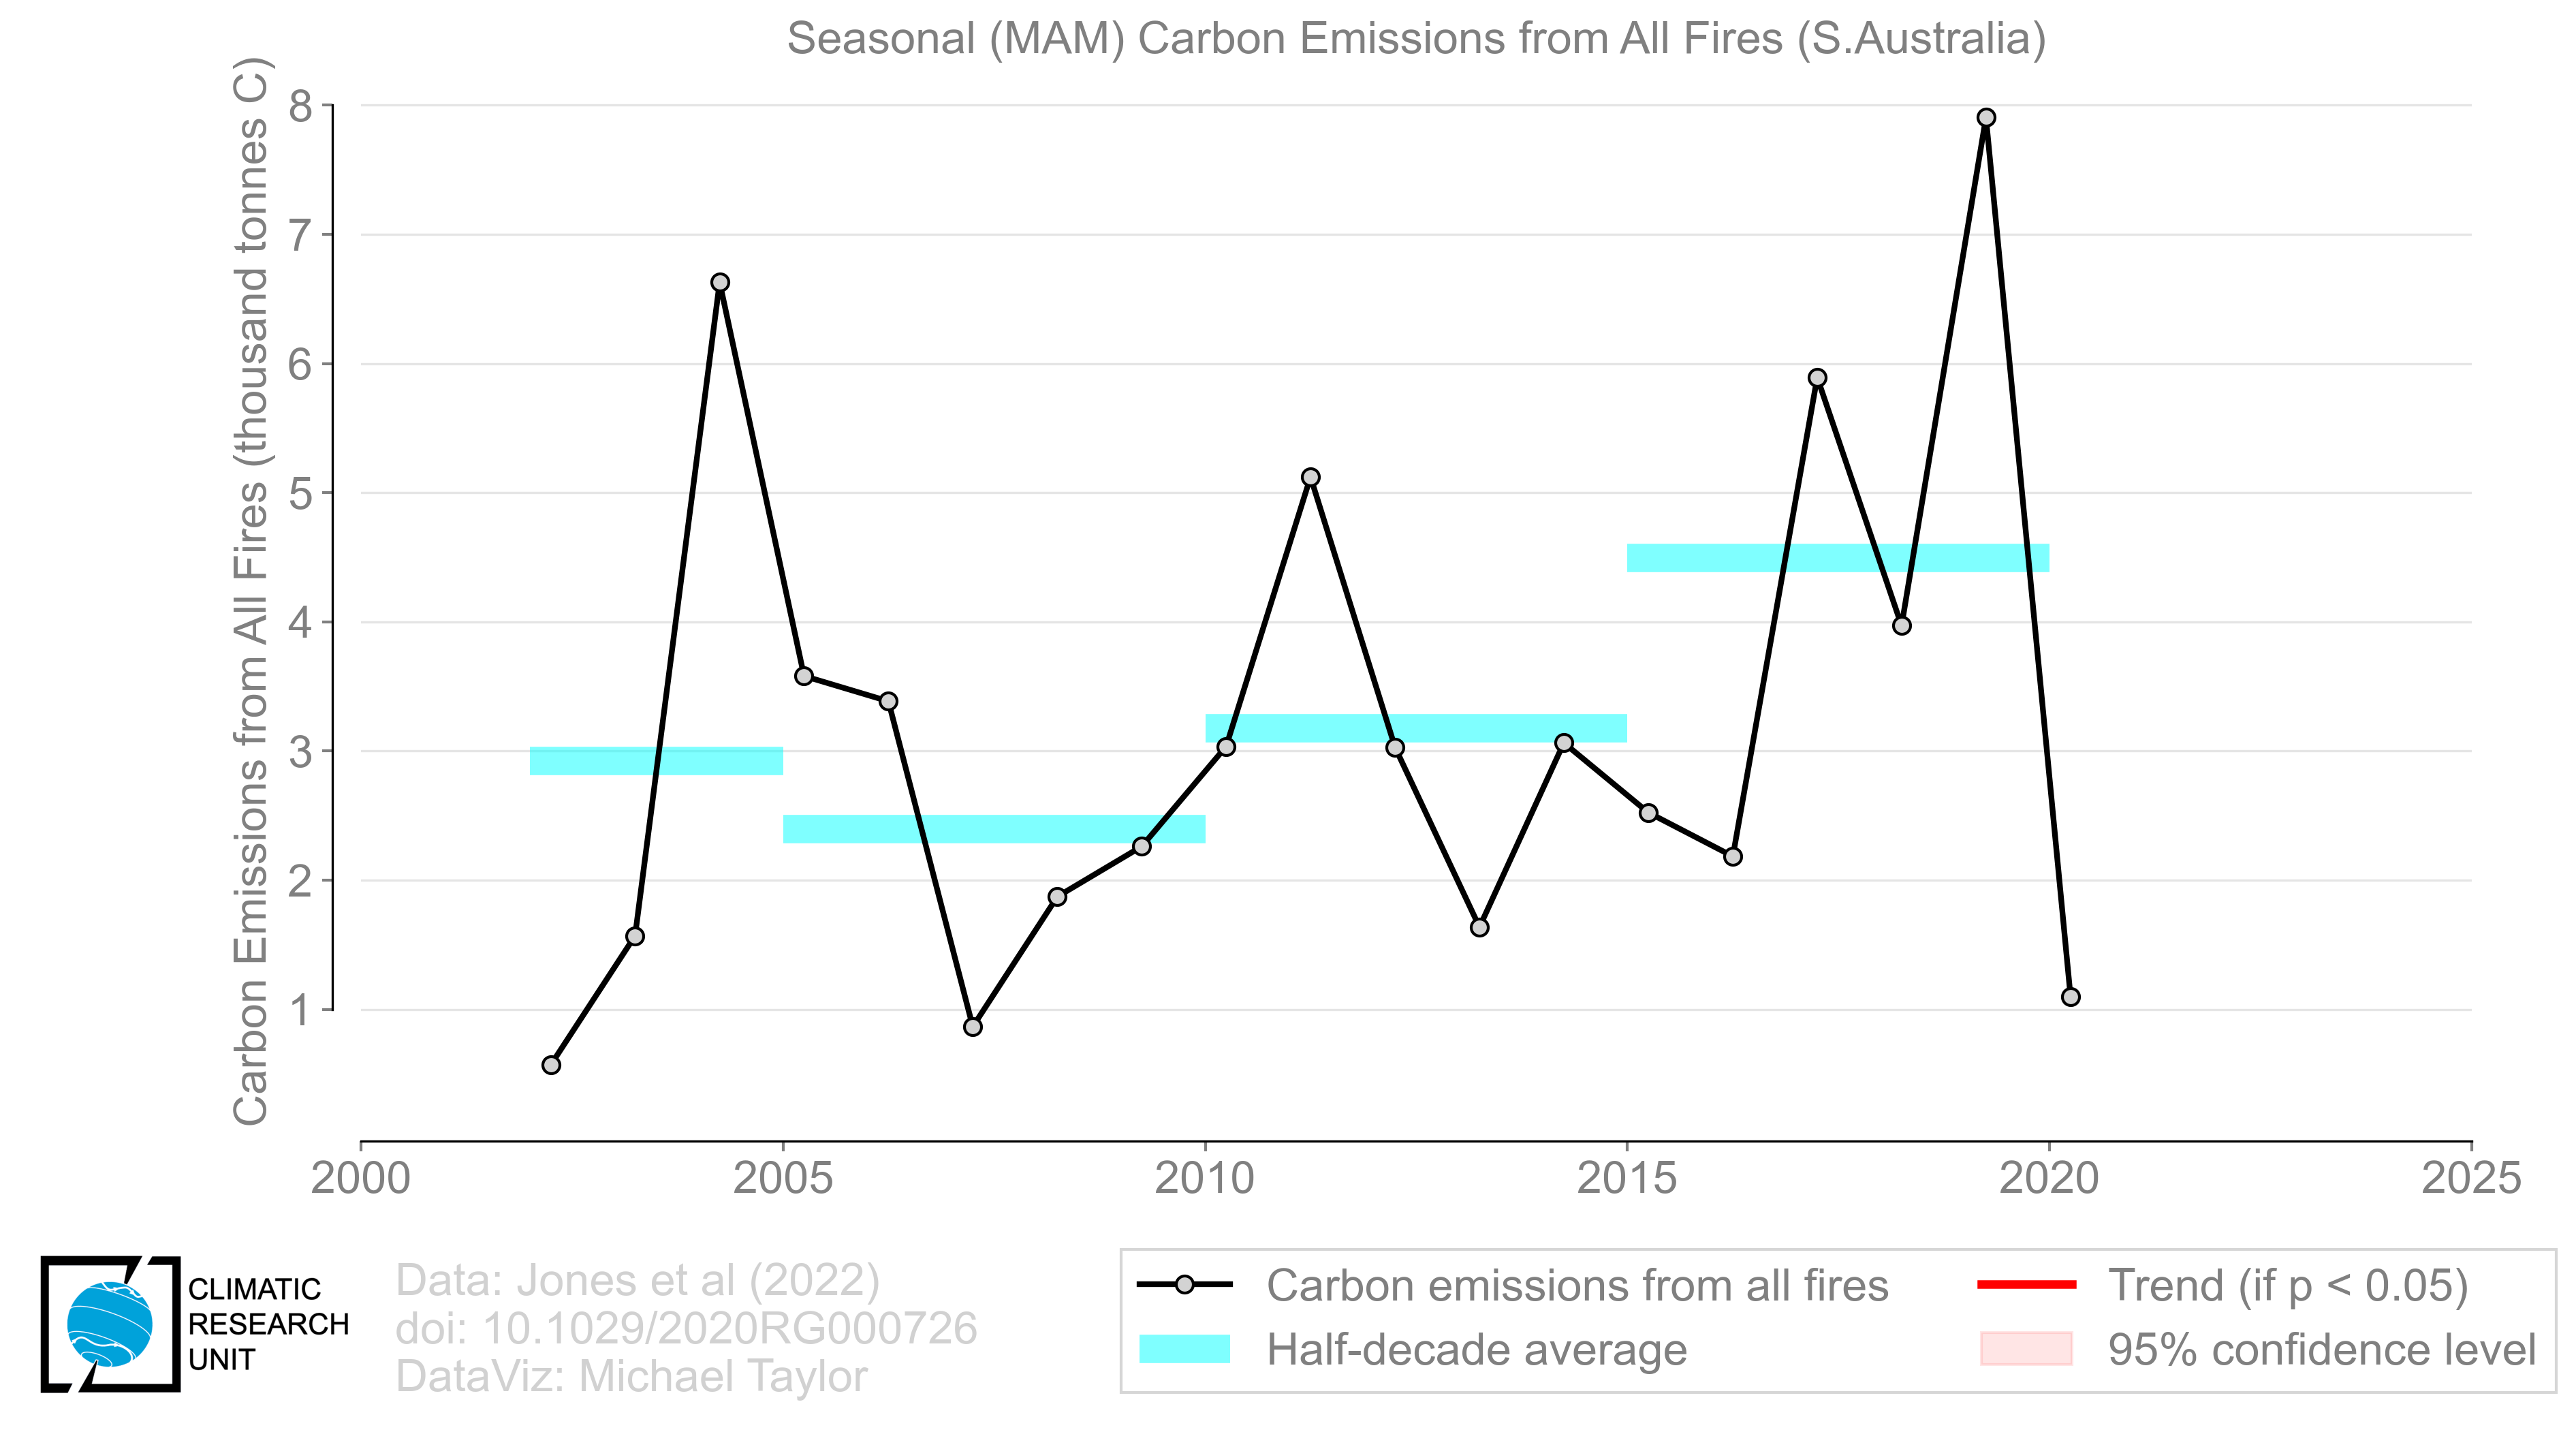 Seasonal (MAM) Carbon Emissions from All Fires (S.Australia)
Carbon Emissions from All Fires (thousand tonnes C)
8
7
6
5
4
3
2
1
2000 2005 2010 2015 2020 2025
CLIMATIC
RESEARCH
UNIT
Data: Jones et al (2022)
doi: 10.1029/2020RG000726
DataViz: Michael Taylor
Carbon emissions from all fires
Half-decade average
Trend (if p < 0.05)
95% confidence level